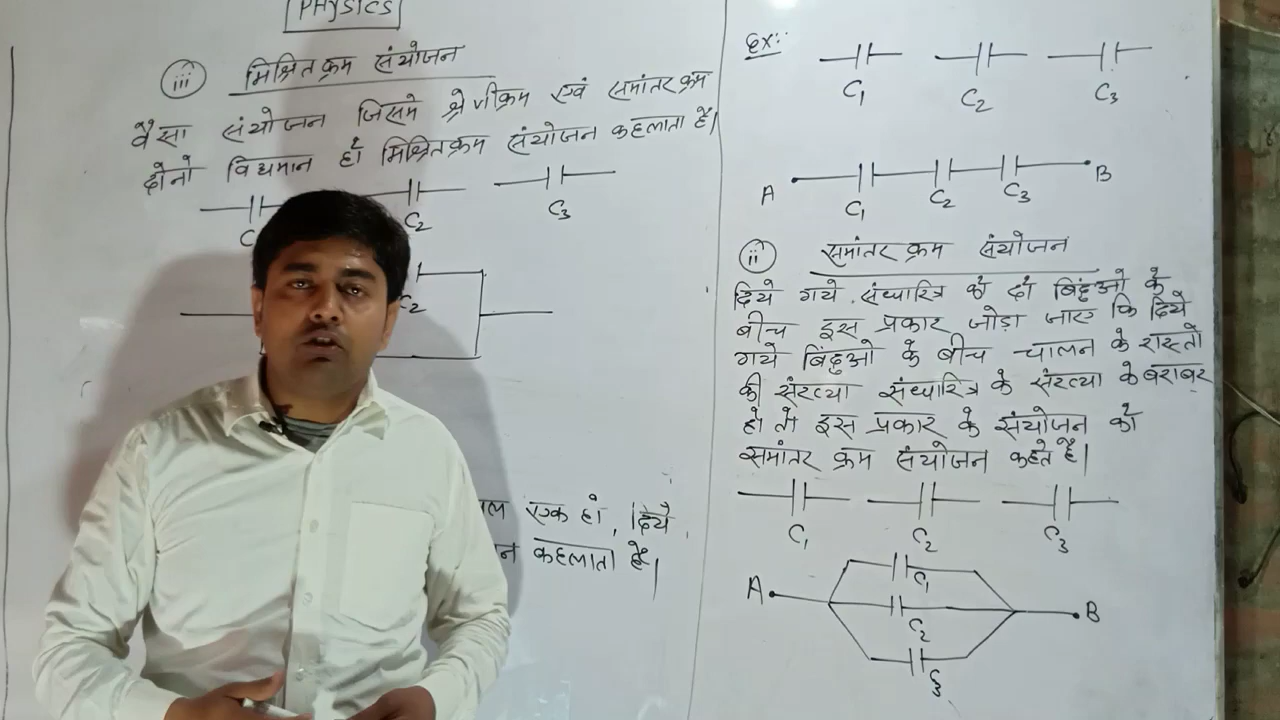 PHYSICS
iii मिश्रितक्रम संयोजन
वैसा संयोजन जिसमे श्रेणीक्रम एवं समांतरक्रम
दोनो विद्यमान हों मिश्रितक्रम संयोजन कहलाता है।
C C2 C3
C2
एक हों, दिये
कहलाता है।
Ex:-
C1 C2 C3
A C1 C2 C3 B
ii समांतर क्रम संयोजन
दिये गये संधारित्र को दो बिंदुओ के
बीच इस प्रकार जोड़ा जाए कि दिये
गये बिंदुओ के बीच चालन के रास्तो
की संख्या संधारित्र के संख्या के बराबर
हो तो इस प्रकार के संयोजन को
समांतर क्रम संयोजन कहते है।
C1 C2 C3
A C1 B
C2
C3